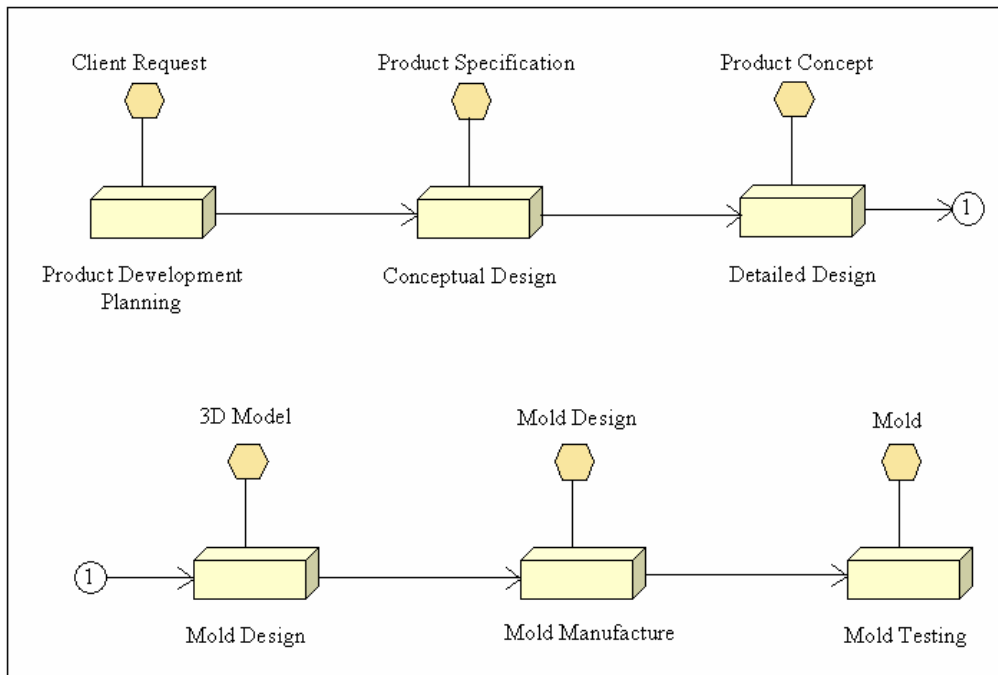 Client Request
Product Specification
Product Concept
1
Product Development
Planning
Conceptual Design
Detailed Design
3D Model
Mold Design
Mold
1
Mold Design
Mold Manufacture
Mold Testing